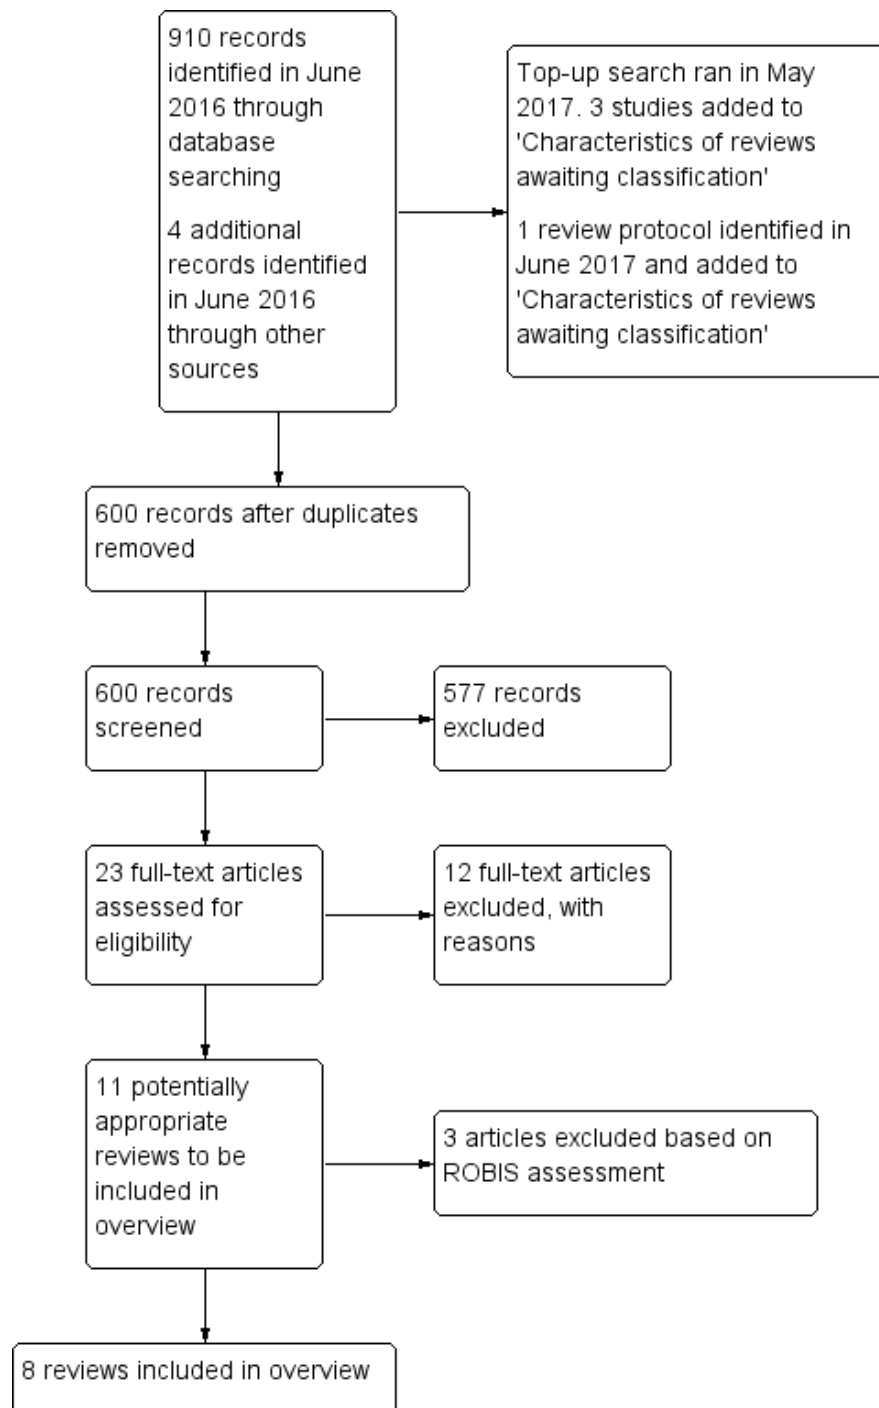 910 records
identified in June
2016 through
database
searching
4 additional
records identified
in June 2016
through other
sources
Top-up search ran in May
2017. 3 studies added to
'Characteristics of reviews
awaiting classification'
1 review protocol identified in
June 2017 and added to
'Characteristics of reviews
awaiting classification'
600 records after duplicates
removed
600 records
screened
577 records
excluded
23 full-text articles
assessed for
eligibility
12 full-text articles
excluded, with
reasons
11 potentially
appropriate
reviews to be
included in
overview
3 articles excluded based on
ROBIS assessment
8 reviews included in overview